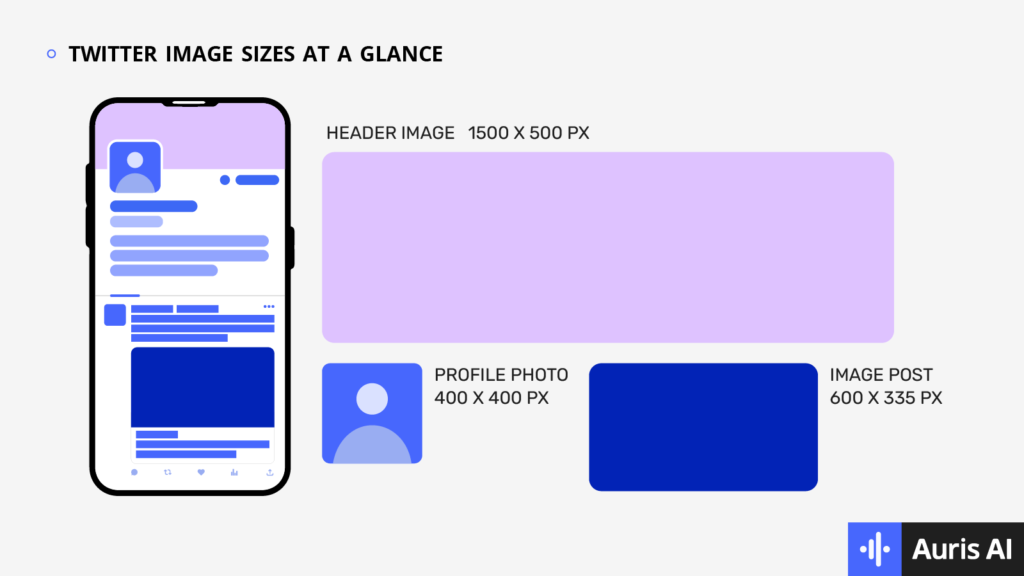 TWITTER IMAGE SIZES AT A GLANCE
HEADER IMAGE 1500 X 500 PX
PROFILE PHOTO
400 X 400 PX
IMAGE POST
600 X 335 PX
Auris AI